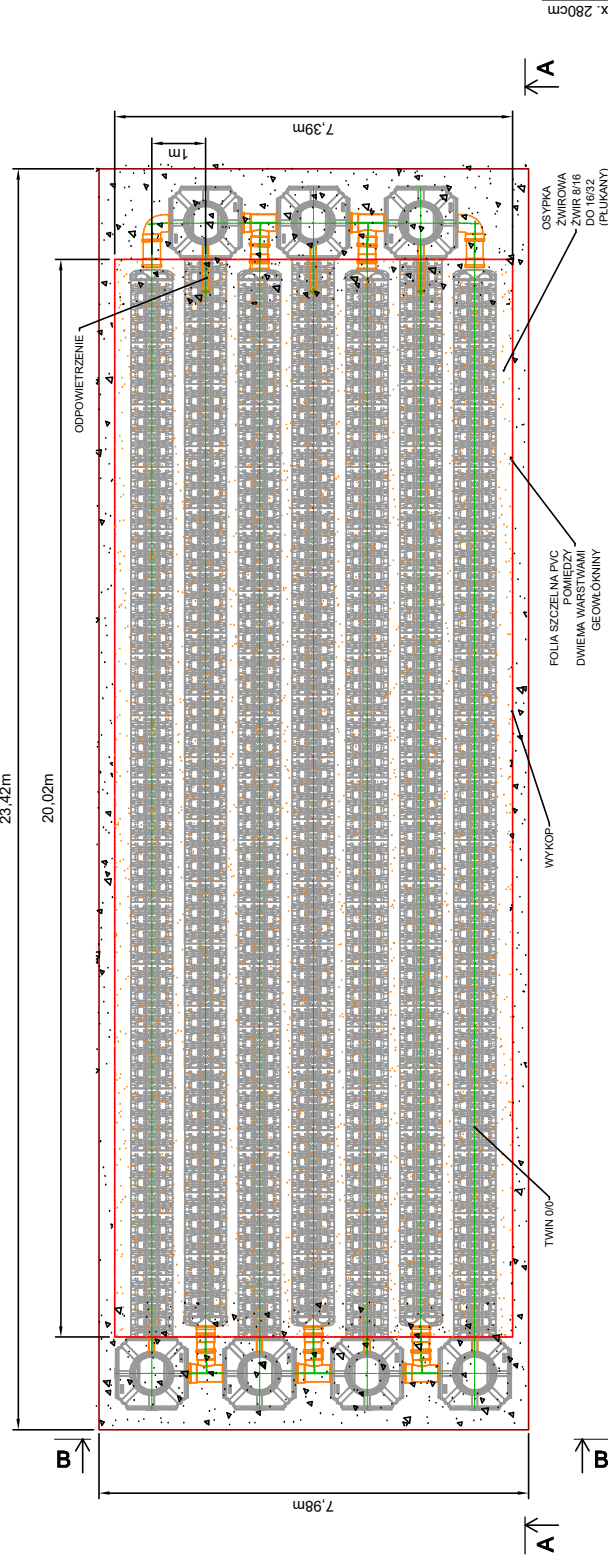 x. 280cm
A
7,39m
1m
OSYPKA
ŻWIROWA
ŻWIR 8/16
DO 16/32
(PŁUKANY)
ODPOWIETRZENIE
FOLIA SZCZELNA PVC
POMIĘDZY
DWIEMA WARSTWAMI
GEOWŁÓKNINY
23,42m
20,02m
WYKOP
TWIN 0/0
B
B
7,98m
A